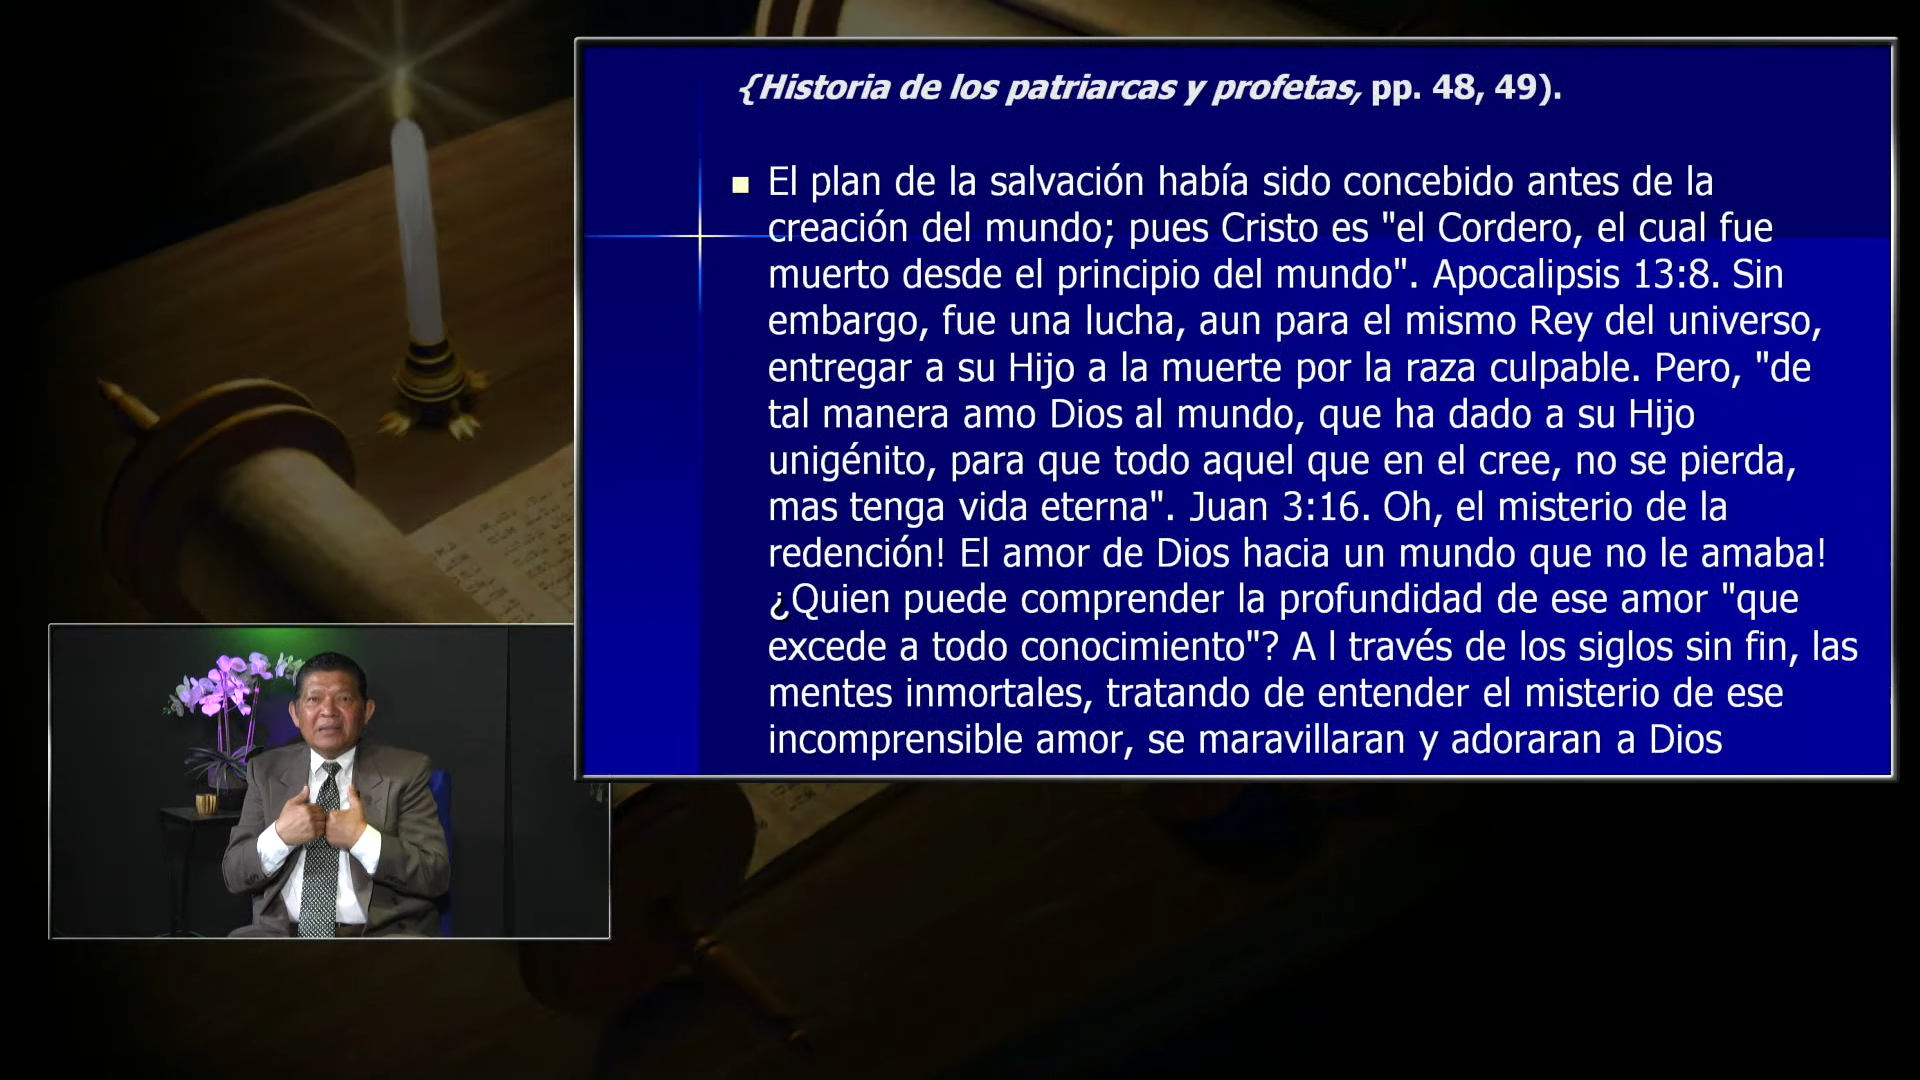 {Historia de los patriarcas y profetas, pp. 48, 49).
El plan de la salvación había sido concebido antes de la
creación del mundo; pues Cristo es "el Cordero, el cual fue
muerto desde el principio del mundo". Apocalipsis 13:8. Sin
embargo, fue una lucha, aun para el mismo Rey del universo,
entregar a su Hijo a la muerte por la raza culpable. Pero, "de
tal manera amo Dios al mundo, que ha dado a su Hijo
unigénito, para que todo aquel que en el cree, no se pierda,
mas tenga vida eterna". Juan 3:16. Oh, el misterio de la
redención! El amor de Dios hacia un mundo que no le amaba!
¿Quien puede comprender la profundidad de ese amor "que
excede a todo conocimiento"? A l través de los siglos sin fin, las
mentes inmortales, tratando de entender el misterio de ese
incomprensible amor, se maravillaran y adoraran a Dios